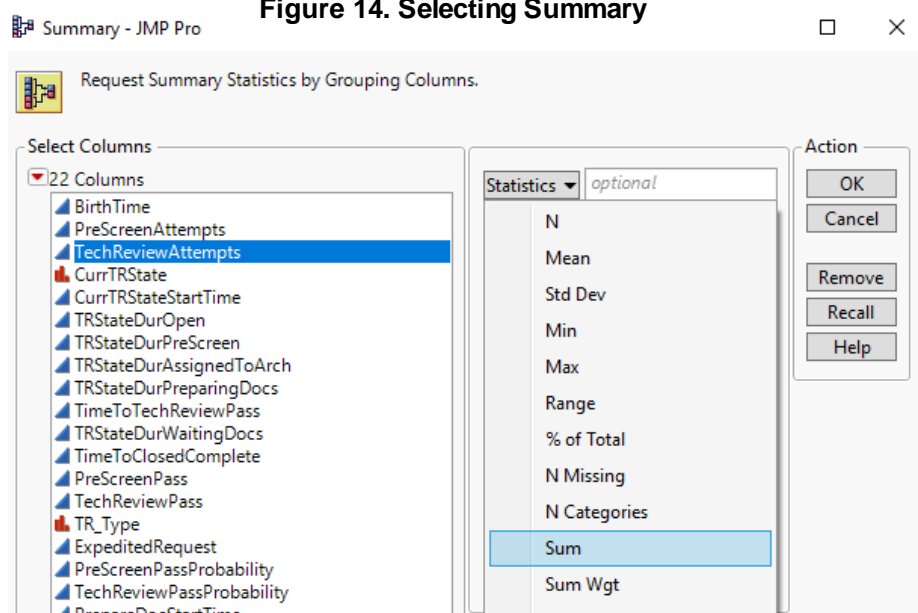 Figure 14. Selecting Summary
Summary - JMP Pro
Request Summary Statistics by Grouping Columns.
Select Columns
22 Columns
BirthTime
PreScreenAttempts
TechReviewAttempts
CurrTRState
CurrTRStateStartTime
TRStateDurOpen
TRStateDurPreScreen
TRStateDurAssignedToArch
TRStateDurPreparingDocs
TimeToTechReviewPass
TRStateDurWaitingDocs
TimeToClosedComplete
PreScreenPass
TechReviewPass
TR_Type
ExpeditedRequest
PreScreenPassProbability
TechReviewPassProbability
PrepareDocStartTime
Statistics
optional
N
Mean
Std Dev
Min
Max
Range
% of Total
N Missing
N Categories
Sum
Sum Wgt
Action
OK
Cancel
Remove
Recall
Help